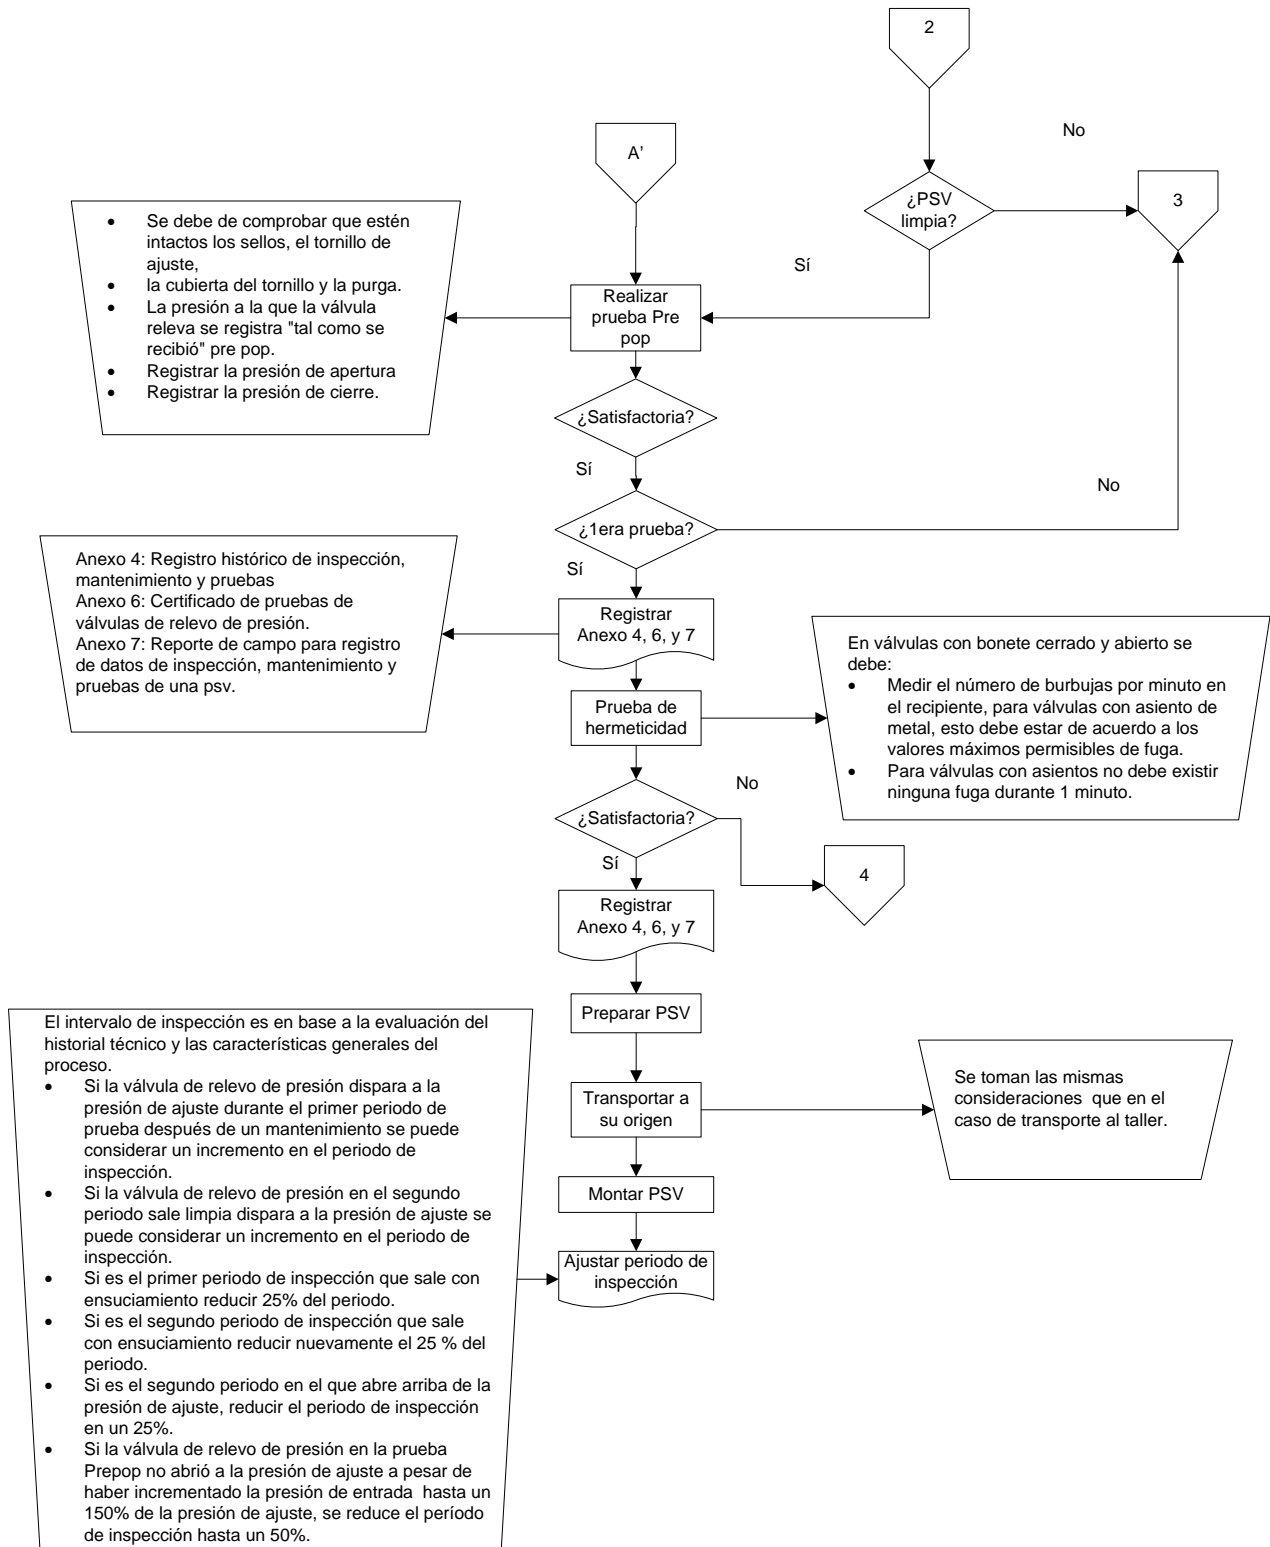 2
No
A’
¿PSV
limpia?
3
Sí
• Se debe de comprobar que estén
intactos los sellos, el tornillo de
ajuste,
• la cubierta del tornillo y la purga.
• La presión a la que la válvula
releva se registra "tal como se
recibió" pre pop.
• Registrar la presión de apertura
• Registrar la presión de cierre.
Realizar
prueba Pre
pop
¿Satisfactoria?
Sí
No
¿1era prueba?
Sí
Anexo 4: Registro histórico de inspección,
mantenimiento y pruebas
Anexo 6: Certificado de pruebas de
válvulas de relevo de presión.
Anexo 7: Reporte de campo para registro
de datos de inspección, mantenimiento y
pruebas de una psv.
Registrar
Anexo 4, 6, y 7
En válvulas con bonete cerrado y abierto se
debe:
• Medir el número de burbujas por minuto en
el recipiente, para válvulas con asiento de
metal, esto debe estar de acuerdo a los
valores máximos permisibles de fuga.
• Para válvulas con asientos no debe existir
ninguna fuga durante 1 minuto.
Prueba de
hermeticidad
No
¿Satisfactoria?
Sí
4
Registrar
Anexo 4, 6, y 7
Preparar PSV
El intervalo de inspección es en base a la evaluación del
historial técnico y las características generales del
proceso.
• Si la válvula de relevo de presión dispara a la
presión de ajuste durante el primer periodo de
prueba después de un mantenimiento se puede
considerar un incremento en el periodo de
inspección.
• Si la válvula de relevo de presión en el segundo
periodo sale limpia dispara a la presión de ajuste se
puede considerar un incremento en el periodo de
inspección.
• Si es el primer periodo de inspección que sale con
ensuciamiento reducir 25% del periodo.
• Si es el segundo periodo de inspección que sale
con ensuciamiento reducir nuevamente el 25 % del
periodo.
• Si es el segundo periodo en el que abre arriba de la
presión de ajuste, reducir el periodo de inspección
en un 25%.
• Si la válvula de relevo de presión en la prueba
Prepop no abrió a la presión de ajuste a pesar de
haber incrementado la presión de entrada  hasta un
150% de la presión de ajuste, se reduce el período
de inspección hasta un 50%.
Transportar a
su origen
Se toman las mismas
consideraciones  que en el
caso de transporte al taller.
Montar PSV
Ajustar periodo de
inspección